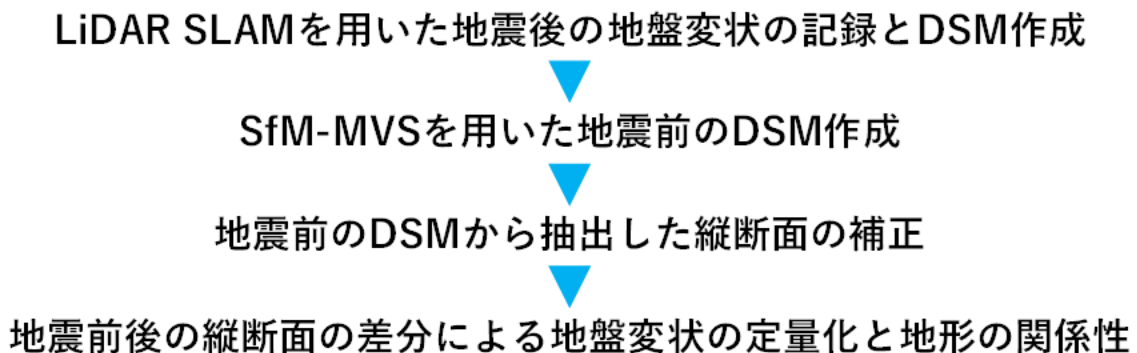 LiDAR SLAMを用いた地震後の地盤変状の記録とDSM作成
SfM-MVSを用いた地震前のDSM作成
地震前のDSMから抽出した縦断面の補正
地震前後の縦断面の差分による地盤変状の定量化と地形の関係性